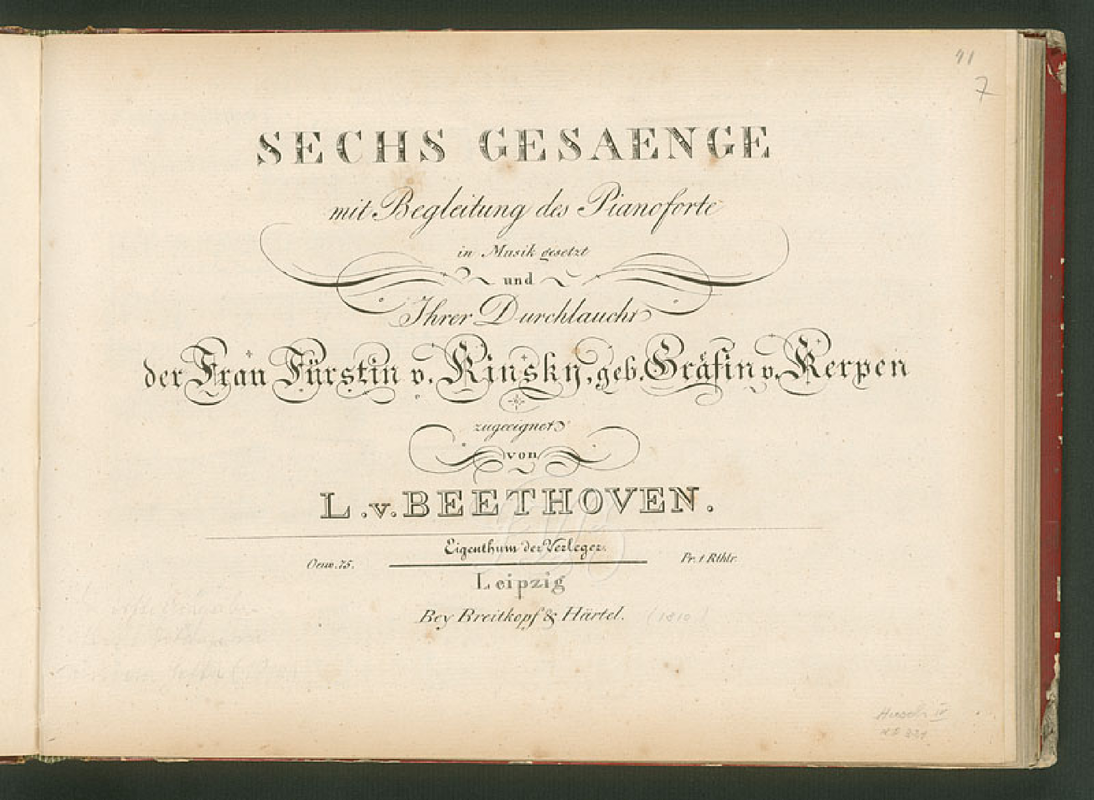 41
7
SECHS GESAENGE
mit Begleitung des Pianoforte
in Musik gesetzt
und
Ihrer Durchlaucht
der Frau Fürstin v. Kinsky, geb. Gräfin v. Kerpen
zugeeignet
von
L.v.BEETHOVEN.
Eigenthum der Verleger.
Oeuv. 75. Pr. 1 Rthlr.
Leipzig
Bey Breitkopf & Härtel. (1810)